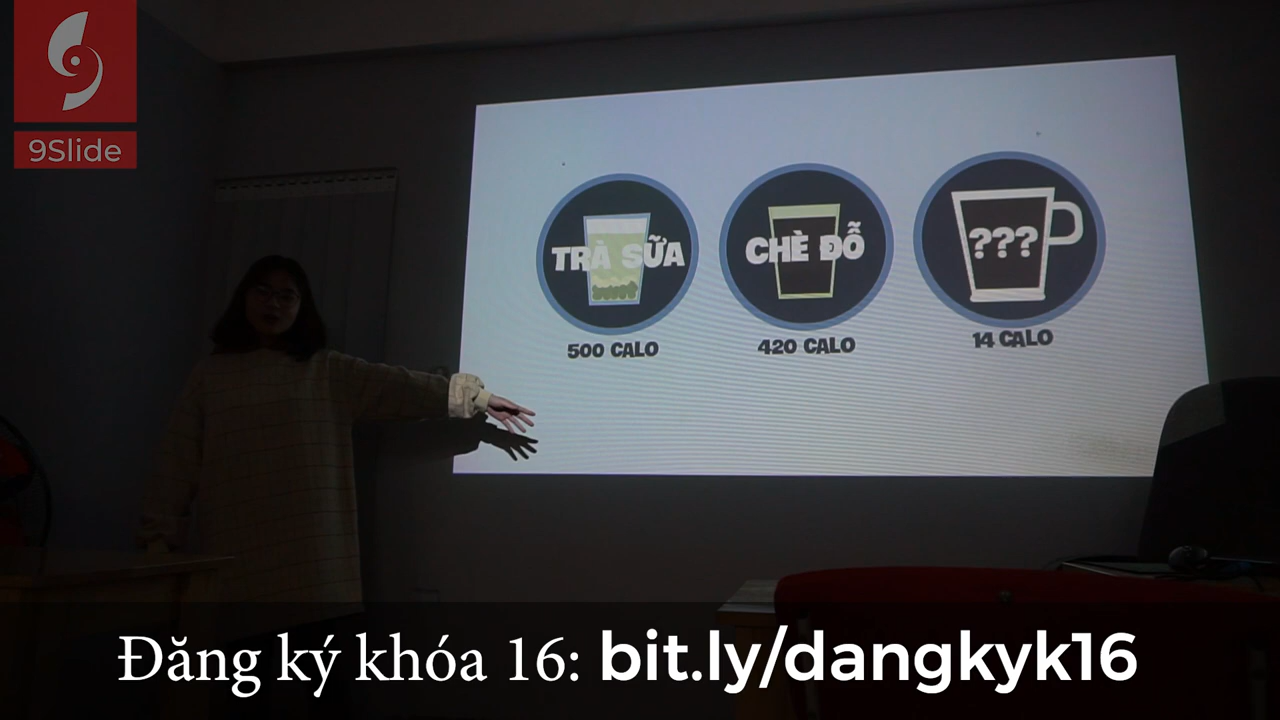 9Slide
TRÀ SỮA
CHÈ ĐỖ
???
500 CALO
420 CALO
14 CALO
Đăng ký khóa 16: bit.ly/dangkyk16